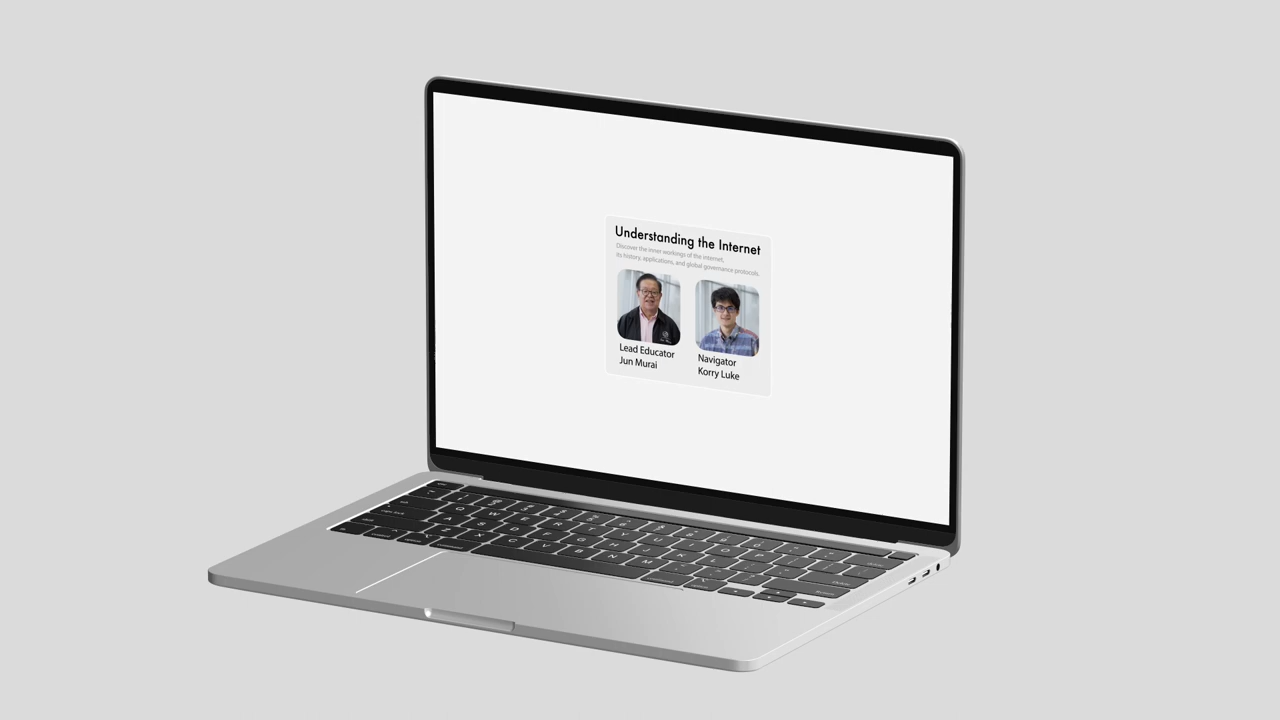 Understanding the Internet
Discover the inner workings of the internet,
its history, applications, and global governance protocols.
Lead Educator
Jun Murai
Navigator
Korry Luke